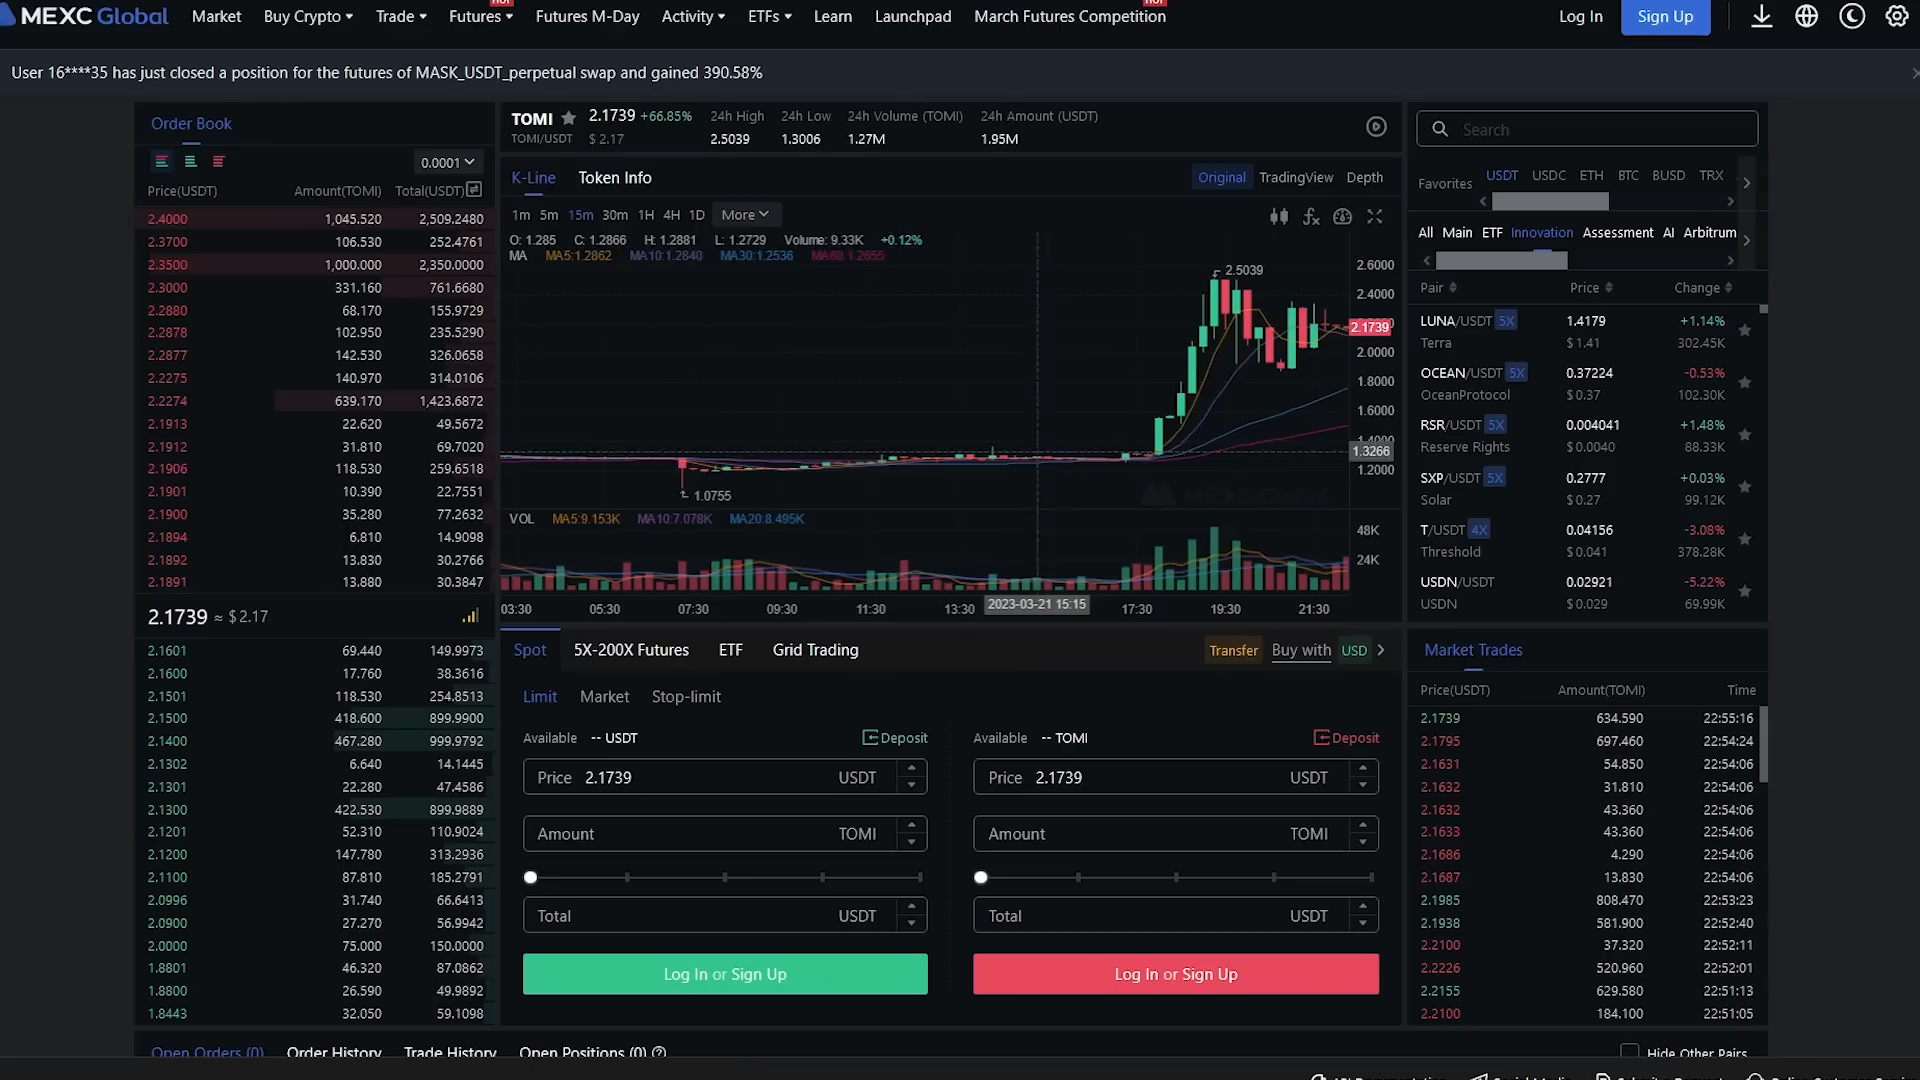 MEXC Global Market Buy Crypto Trade Futures Hot Futures M-Day Activity ETFs Learn Launchpad March Futures Competition Hot Log In Sign Up
User 16****35 has just closed a position for the futures of MASK_USDT_perpetual swap and gained 390.58%
Order Book
0.0001
Price(USDT) Amount(TOMI) Total(USDT)
2.4000 1,045.520 2,509.2480
2.3700 106.530 252.4761
2.3500 1,000.000 2,350.0000
2.3000 331.160 761.6680
2.2880 68.170 155.9729
2.2878 102.950 235.5290
2.2877 142.530 326.0658
2.2275 140.970 314.0106
2.2274 639.170 1,423.6872
2.1913 22.620 49.5672
2.1912 31.810 69.7020
2.1906 118.530 259.6518
2.1901 10.390 22.7551
2.1900 35.280 77.2632
2.1894 6.810 14.9098
2.1892 13.830 30.2766
2.1891 13.880 30.3847
2.1739 ≈ $ 2.17
2.1601 69.440 149.9973
2.1600 17.760 38.3616
2.1501 118.530 254.8513
2.1500 418.600 899.9900
2.1400 467.280 999.9792
2.1302 6.640 14.1445
2.1301 22.280 47.4586
2.1300 422.530 899.9889
2.1201 52.310 110.9024
2.1200 147.780 313.2936
2.1100 87.810 185.2791
2.0996 31.740 66.6413
2.0900 27.270 56.9942
2.0000 75.000 150.0000
1.8801 46.320 87.0862
1.8800 26.590 49.9892
1.8443 32.050 59.1098
TOMI 2.1739 +66.85% 24h High 24h Low 24h Volume (TOMI) 24h Amount (USDT)
TOMI/USDT $ 2.17 2.5039 1.3006 1.27M 1.95M
K-Line Token Info Original TradingView Depth
1m 5m 15m 30m 1H 4H 1D More
O: 1.285 C: 1.2866 H: 1.2881 L: 1.2729 Volume: 9.33K +0.12%
MA MA5:1.2862 MA10:1.2840 MA30:1.2536 MA60:1.2655
2.6000
2.5039
2.4000
2.1739
2.0000
1.8000
1.6000
1.4000
1.3266
1.2000
1.0755
MEXC Global
VOL MA5:9.153K MA10:7.078K MA20:8.495K
48K
24K
03:30 05:30 07:30 09:30 11:30 13:30 2023-03-21 15:15 17:30 19:30 21:30
Spot 5X-200X Futures ETF Grid Trading Transfer Buy with USD
Limit Market Stop-limit
Available -- USDT Deposit Available -- TOMI Deposit
Price 2.1739 USDT Price 2.1739 USDT
Amount TOMI Amount TOMI
Total USDT Total USDT
Log In or Sign Up Log In or Sign Up
Search
Favorites USDT USDC ETH BTC BUSD TRX
All Main ETF Innovation Assessment AI Arbitrum
Pair Price Change
LUNA/USDT 5X 1.4179 +1.14%
Terra $ 1.41 302.45K
OCEAN/USDT 5X 0.37224 -0.53%
OceanProtocol $ 0.37 102.30K
RSR/USDT 5X 0.004041 +1.48%
Reserve Rights $ 0.0040 88.33K
SXP/USDT 5X 0.2777 +0.03%
Solar $ 0.27 99.12K
T/USDT 4X 0.04156 -3.08%
Threshold $ 0.041 378.28K
USDN/USDT 0.02921 -5.22%
USDN $ 0.029 69.99K
Market Trades
Price(USDT) Amount(TOMI) Time
2.1739 634.590 22:55:16
2.1795 697.460 22:54:24
2.1631 54.850 22:54:06
2.1632 31.810 22:54:06
2.1632 43.360 22:54:06
2.1633 43.360 22:54:06
2.1686 4.290 22:54:06
2.1687 13.830 22:54:06
2.1985 808.470 22:53:23
2.1938 581.900 22:52:40
2.2100 37.320 22:52:11
2.2226 520.960 22:52:01
2.2155 629.580 22:51:13
2.2100 184.100 22:51:05
Open Orders (0) Order History Trade History Open Positions (0) Hide Other Pairs